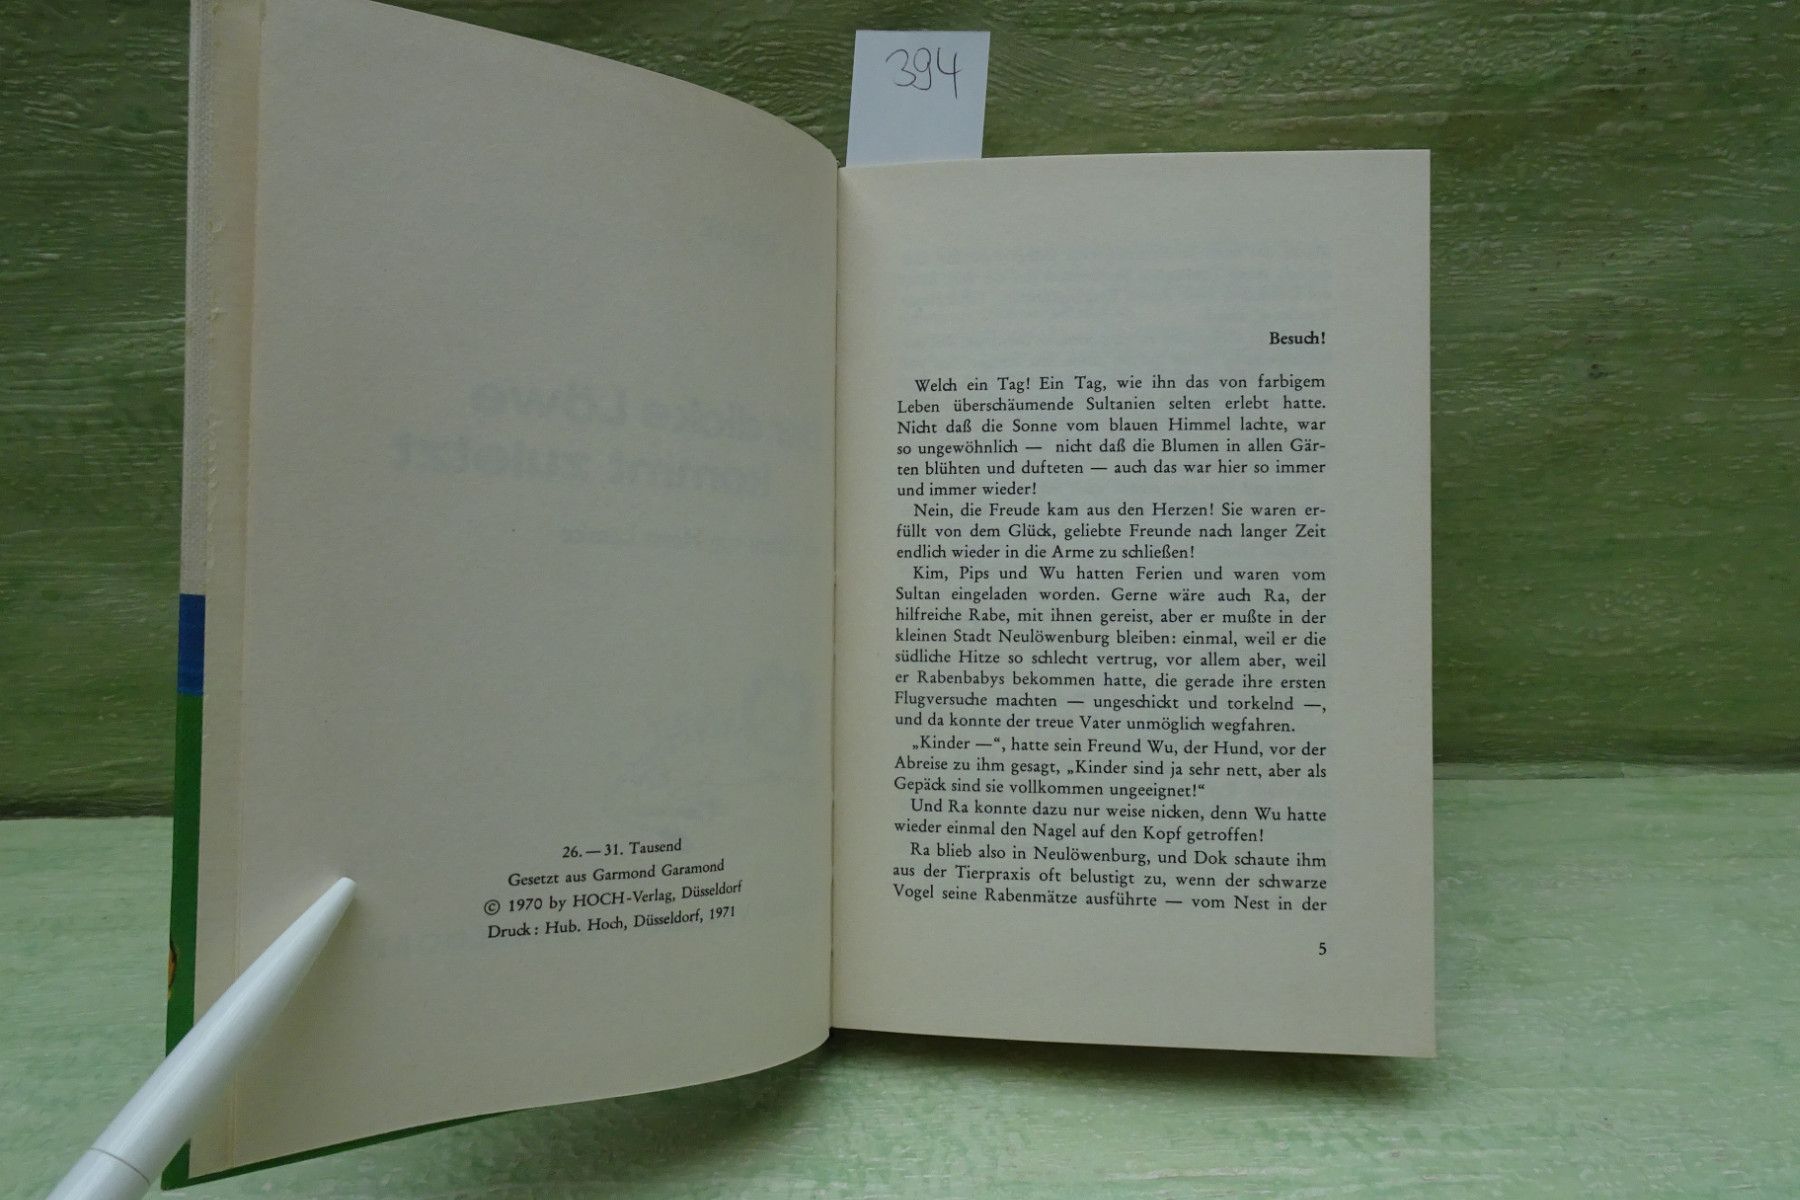 394
26. — 31. Tausend
Gesetzt aus Garmond Garamond
© 1970 by HOCH-Verlag, Düsseldorf
Druck: Hub. Hoch, Düsseldorf, 1971
Besuch!
Welch ein Tag! Ein Tag, wie ihn das von farbigem
Leben überschäumende Sultanien selten erlebt hatte.
Nicht daß die Sonne vom blauen Himmel lachte, war
so ungewöhnlich — nicht daß die Blumen in allen Gär-
ten blühten und dufteten — auch das war hier so immer
und immer wieder!
Nein, die Freude kam aus den Herzen! Sie waren er-
füllt von dem Glück, geliebte Freunde nach langer Zeit
endlich wieder in die Arme zu schließen!
Kim, Pips und Wu hatten Ferien und waren vom
Sultan eingeladen worden. Gerne wäre auch Ra, der
hilfreiche Rabe, mit ihnen gereist, aber er mußte in der
kleinen Stadt Neulöwenburg bleiben: einmal, weil er die
südliche Hitze so schlecht vertrug, vor allem aber, weil
er Rabenbabys bekommen hatte, die gerade ihre ersten
Flugversuche machten — ungeschickt und torkelnd —,
und da konnte der treue Vater unmöglich wegfahren.
„Kinder —“, hatte sein Freund Wu, der Hund, vor der
Abreise zu ihm gesagt, „Kinder sind ja sehr nett, aber als
Gepäck sind sie vollkommen ungeeignet!“
Und Ra konnte dazu nur weise nicken, denn Wu hatte
wieder einmal den Nagel auf den Kopf getroffen!
Ra blieb also in Neulöwenburg, und Dok schaute ihm
aus der Tierpraxis oft belustigt zu, wenn der schwarze
Vogel seine Rabenmätze ausführte — vom Nest in der
5